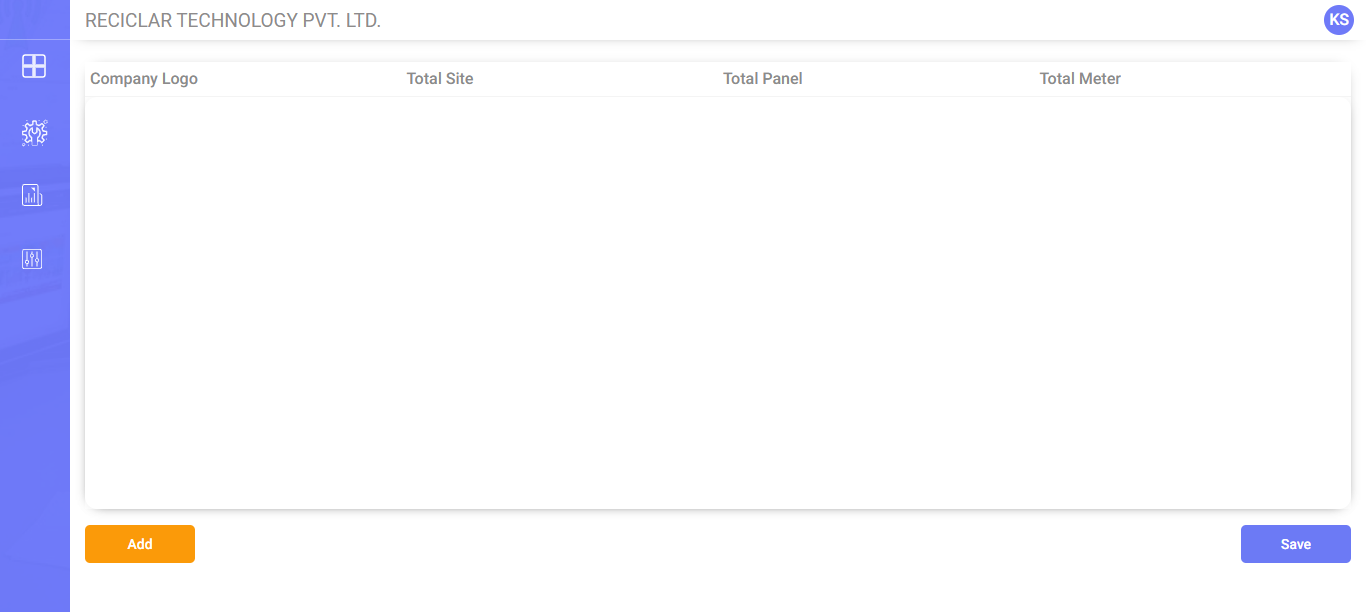 RECICLAR TECHNOLOGY PVT. LTD.
KS
Company Logo Total Site Total Panel Total Meter
Add
Save